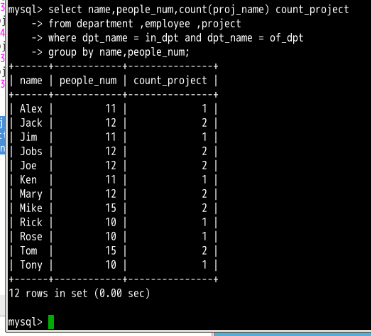 mysql> select name,people_num,count(proj_name) count_project
    -> from department ,employee ,project
    -> where dpt_name = in_dpt and dpt_name = of_dpt
    -> group by name,people_num;
+------+------------+---------------+
| name | people_num | count_project |
+------+------------+---------------+
| Alex |         11 |             1 |
| Jack |         12 |             2 |
| Jim  |         11 |             1 |
| Jobs |         12 |             2 |
| Joe  |         12 |             2 |
| Ken  |         11 |             1 |
| Mary |         12 |             2 |
| Mike |         15 |             2 |
| Rick |         10 |             1 |
| Rose |         10 |             1 |
| Tom  |         15 |             2 |
| Tony |         10 |             1 |
+------+------------+---------------+
12 rows in set (0.00 sec)
mysql>